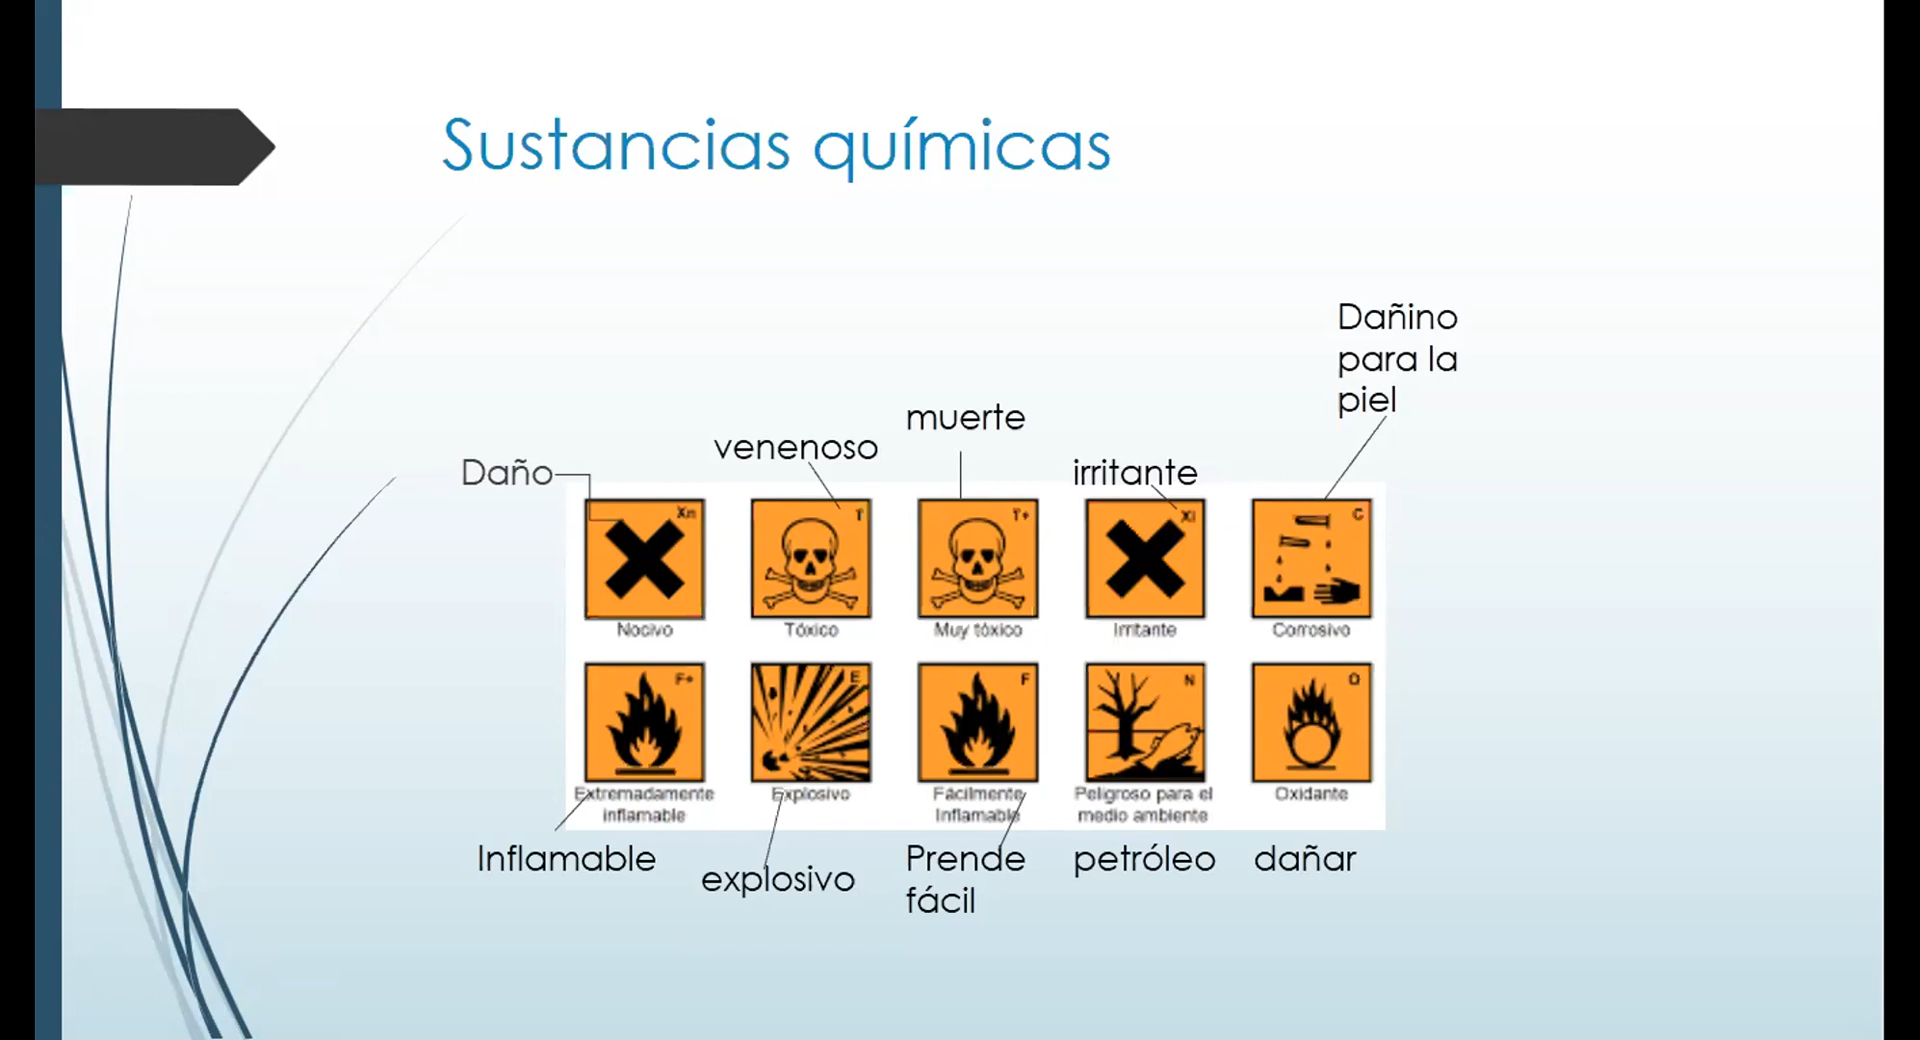 Sustancias químicas
Dañino
para la
piel
muerte
venenoso
Daño
irritante
Xn
T
T+
Xi
C
Nocivo
Tóxico
Muy tóxico
Irritante
Corrosivo
F+
E
F
N
O
Extremadamente
inflamable
Explosivo
Fácilmente
Inflamable
Peligroso para el
medio ambiente
Oxidante
Inflamable
explosivo
Prende
fácil
petróleo
dañar